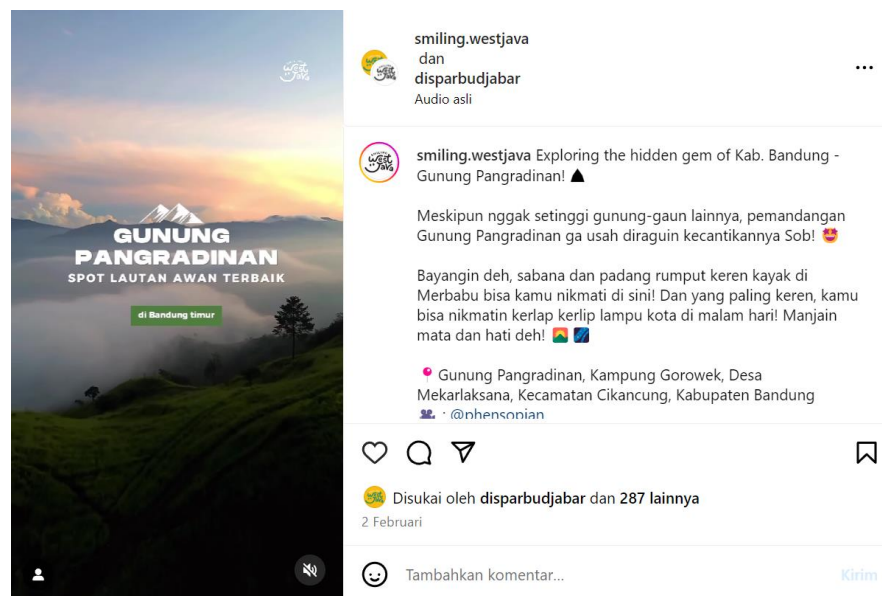 West Java
GUNUNG
PANGRADINAN
SPOT LAUTAN AWAN TERBAIK
di Bandung timur
smiling.westjava
dan
disparbudjabar
Audio asli
smiling.westjava Exploring the hidden gem of Kab. Bandung -
Gunung Pangradinan!
Meskipun nggak setinggi gunung-gaun lainnya, pemandangan
Gunung Pangradinan ga usah diraguin kecantikannya Sob!
Bayangin deh, sabana dan padang rumput keren kayak di
Merbabu bisa kamu nikmati di sini! Dan yang paling keren, kamu
bisa nikmatin kerlap kerlip lampu kota di malam hari! Manjain
mata dan hati deh!
Gunung Pangradinan, Kampung Gorowek, Desa
Mekarlaksana, Kecamatan Cikancung, Kabupaten Bandung
: @phensopian
Disukai oleh disparbudjabar dan 287 lainnya
2 Februari
Tambahkan komentar...
Kirim